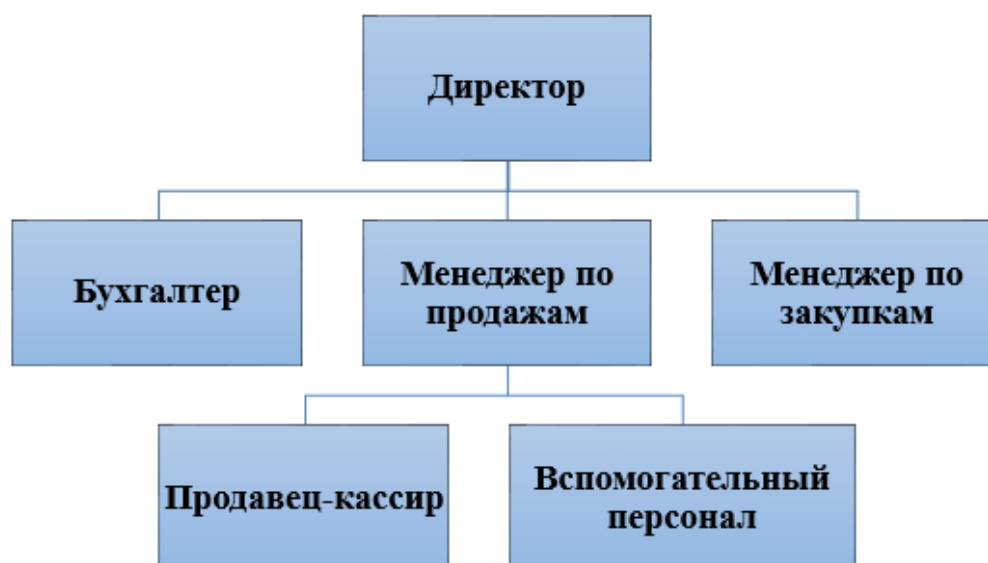 Директор
Бухгалтер
Менеджер по
продажам
Менеджер по
закупкам
Продавец-кассир
Вспомогательный
персонал